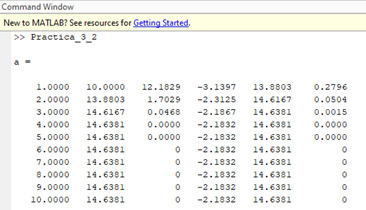 Command Window
New to MATLAB? See resources for Getting Started.
>> Practica_3_2
a =
1.0000 10.0000 12.1829 -3.1397 13.8803 0.2796
2.0000 13.8803 1.7029 -2.3125 14.6167 0.0504
3.0000 14.6167 0.0468 -2.1867 14.6381 0.0015
4.0000 14.6381 0.0000 -2.1832 14.6381 0.0000
5.0000 14.6381 0.0000 -2.1832 14.6381 0.0000
6.0000 14.6381 0 -2.1832 14.6381 0
7.0000 14.6381 0 -2.1832 14.6381 0
8.0000 14.6381 0 -2.1832 14.6381 0
9.0000 14.6381 0 -2.1832 14.6381 0
10.0000 14.6381 0 -2.1832 14.6381 0